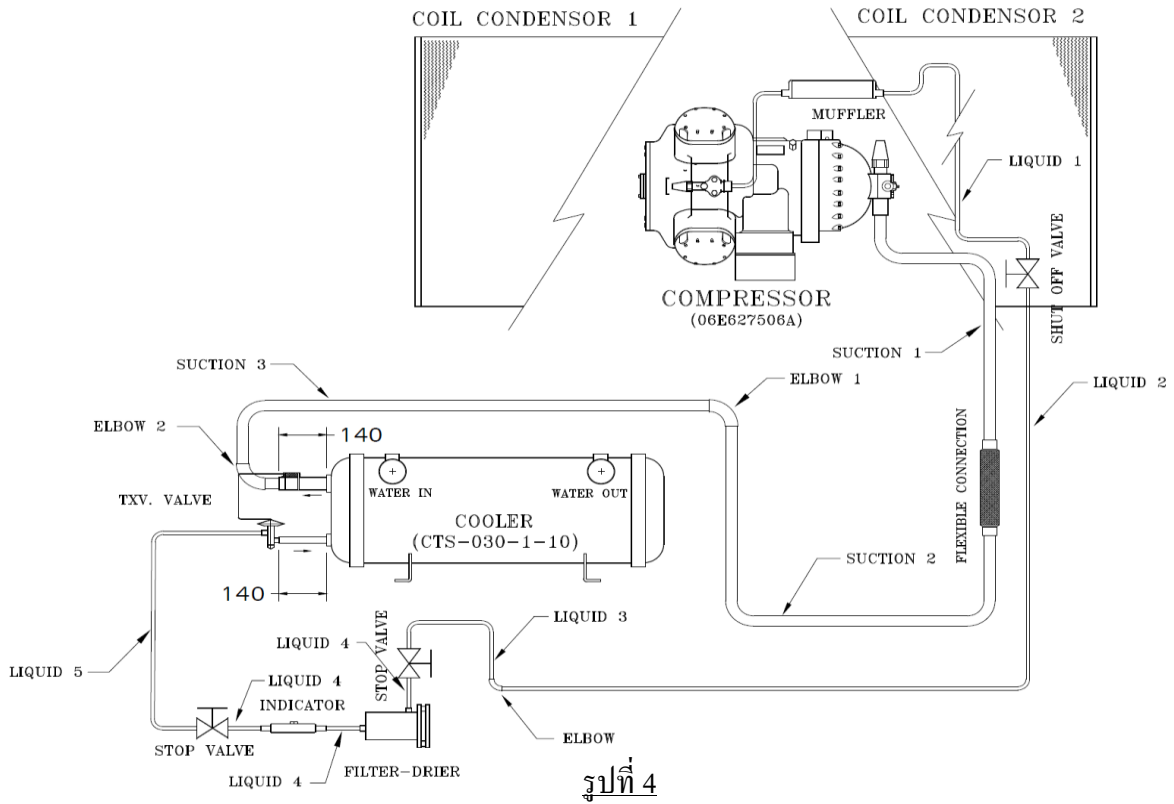 COIL CONDENSOR 1
COIL CONDENSOR 2
MUFFLER
LIQUID 1
SHUT OFF VALVE
COMPRESSOR
(06E627506A)
SUCTION 1
SUCTION 3
ELBOW 1
LIQUID 2
ELBOW 2
140
WATER IN
WATER OUT
TXV. VALVE
COOLER
(CTS-030-1-10)
FLEXIBLE CONNECTION
SUCTION 2
140
LIQUID 3
LIQUID 4
STOP VALVE
LIQUID 5
LIQUID 4
INDICATOR
ELBOW
STOP VALVE
LIQUID 4
FILTER-DRIER
รูปที่ 4